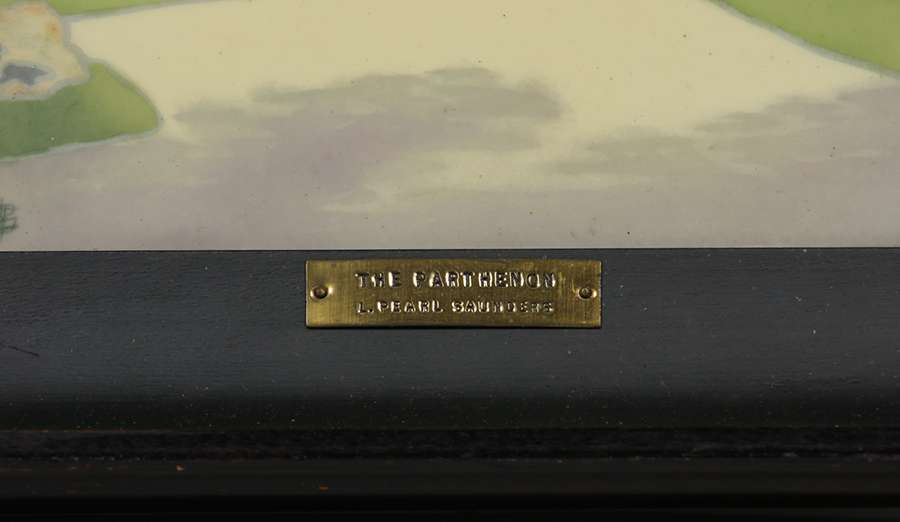 THE PARTHENON
L. PEARL SAUNDERS